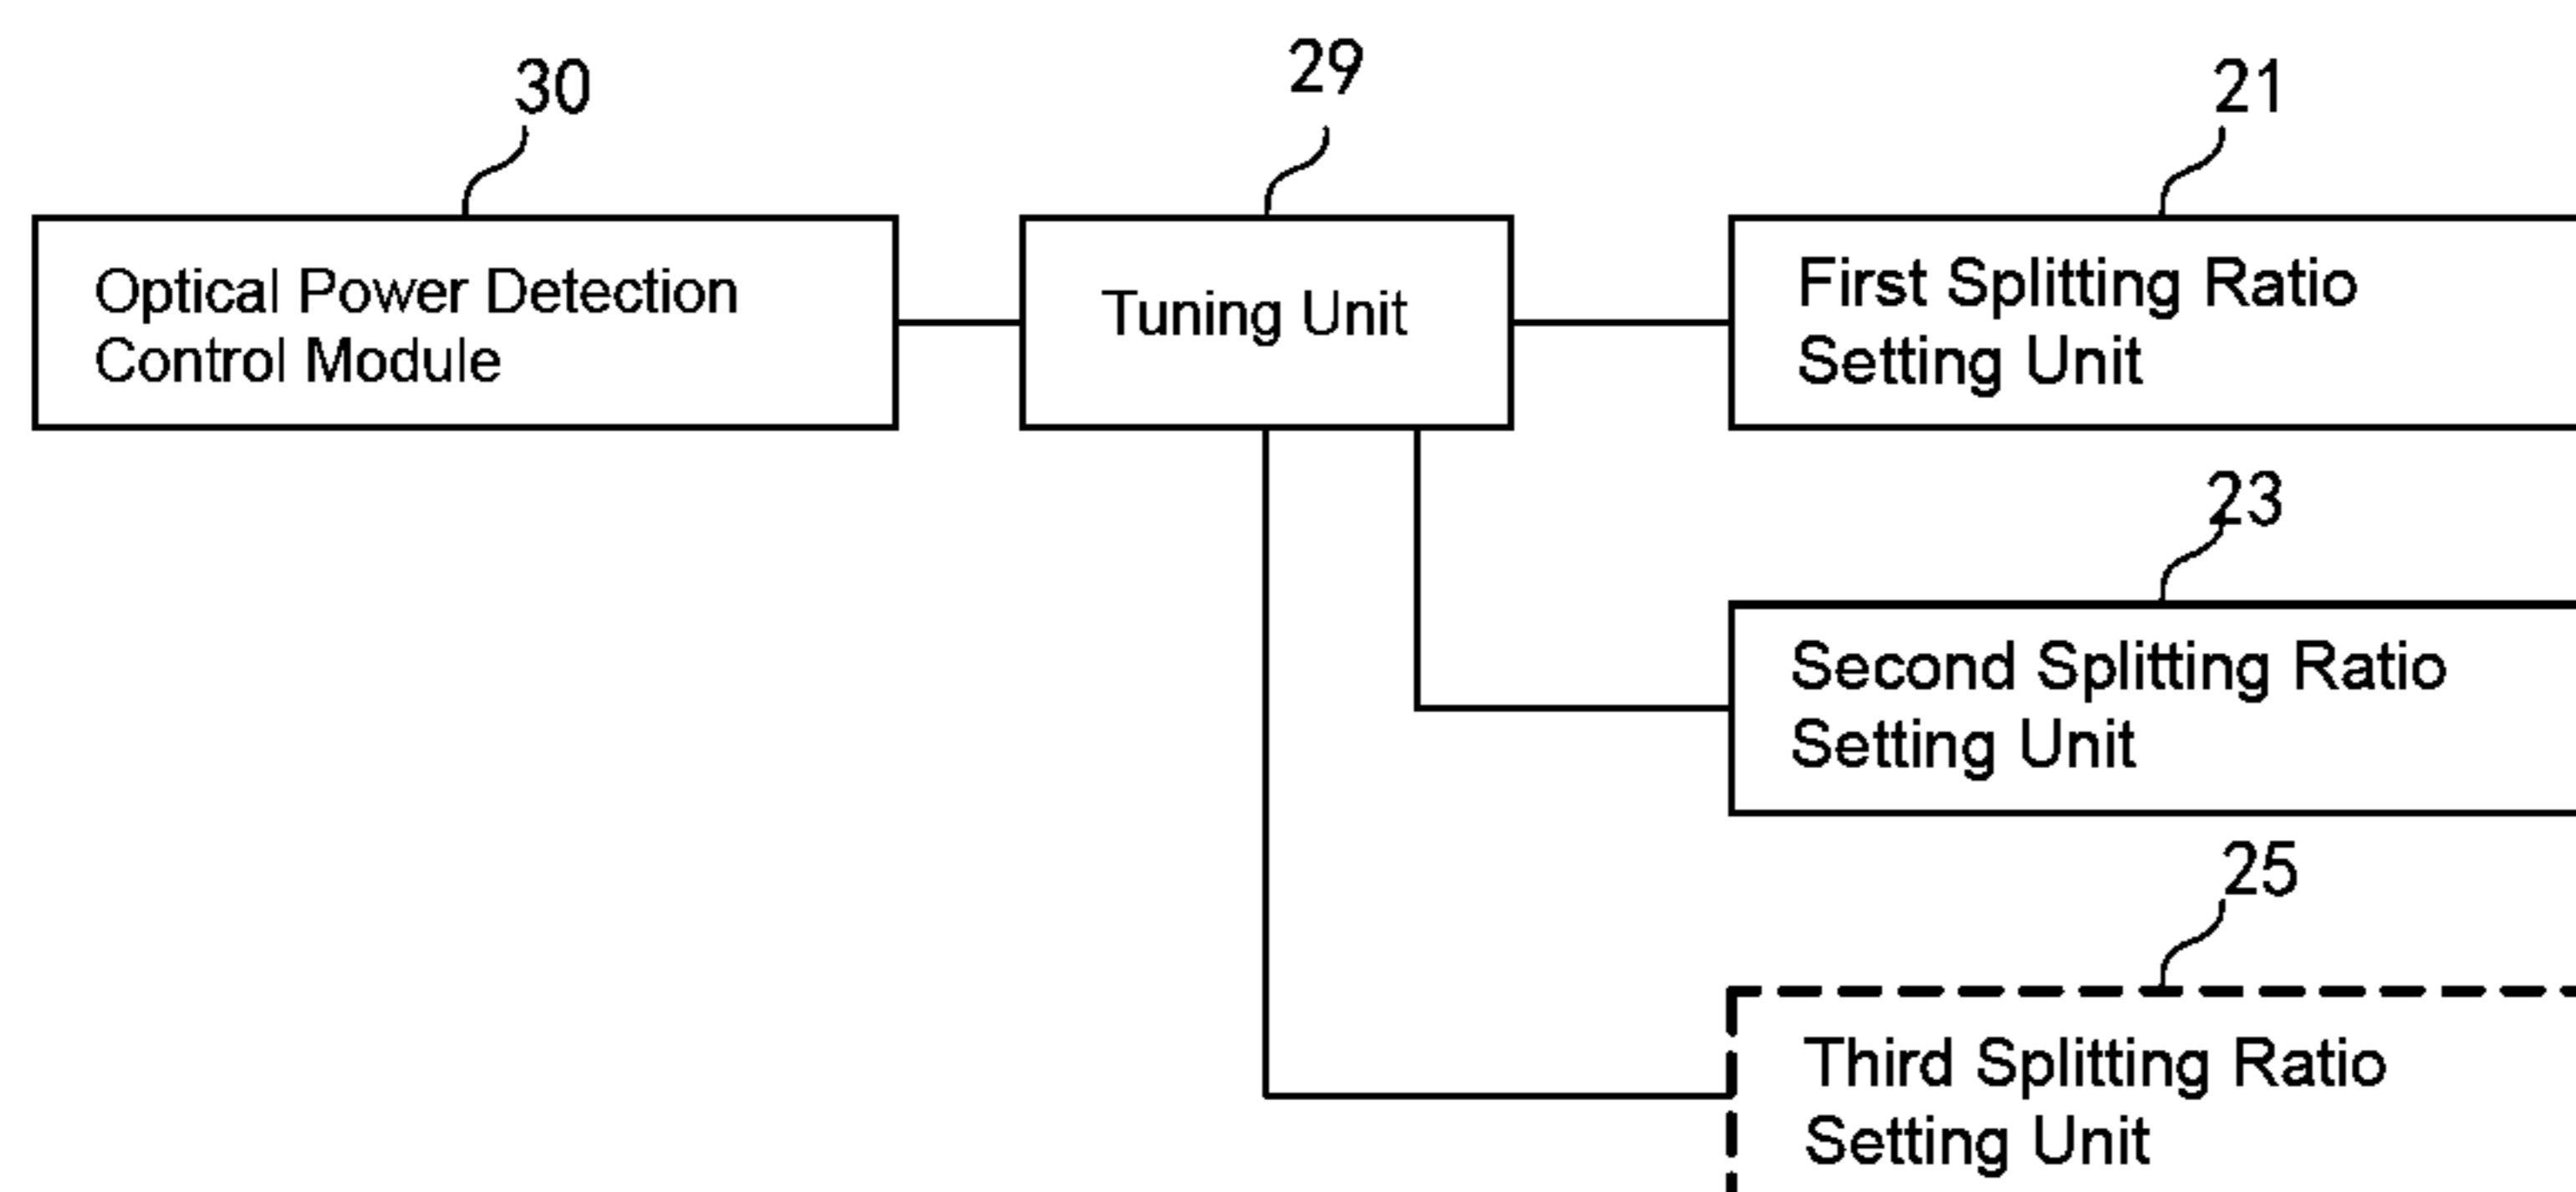 30
29
21
Optical Power Detection
Control Module
Tuning Unit
First Splitting Ratio
Setting Unit
23
Second Splitting Ratio
Setting Unit
25
Third Splitting Ratio
Setting Unit